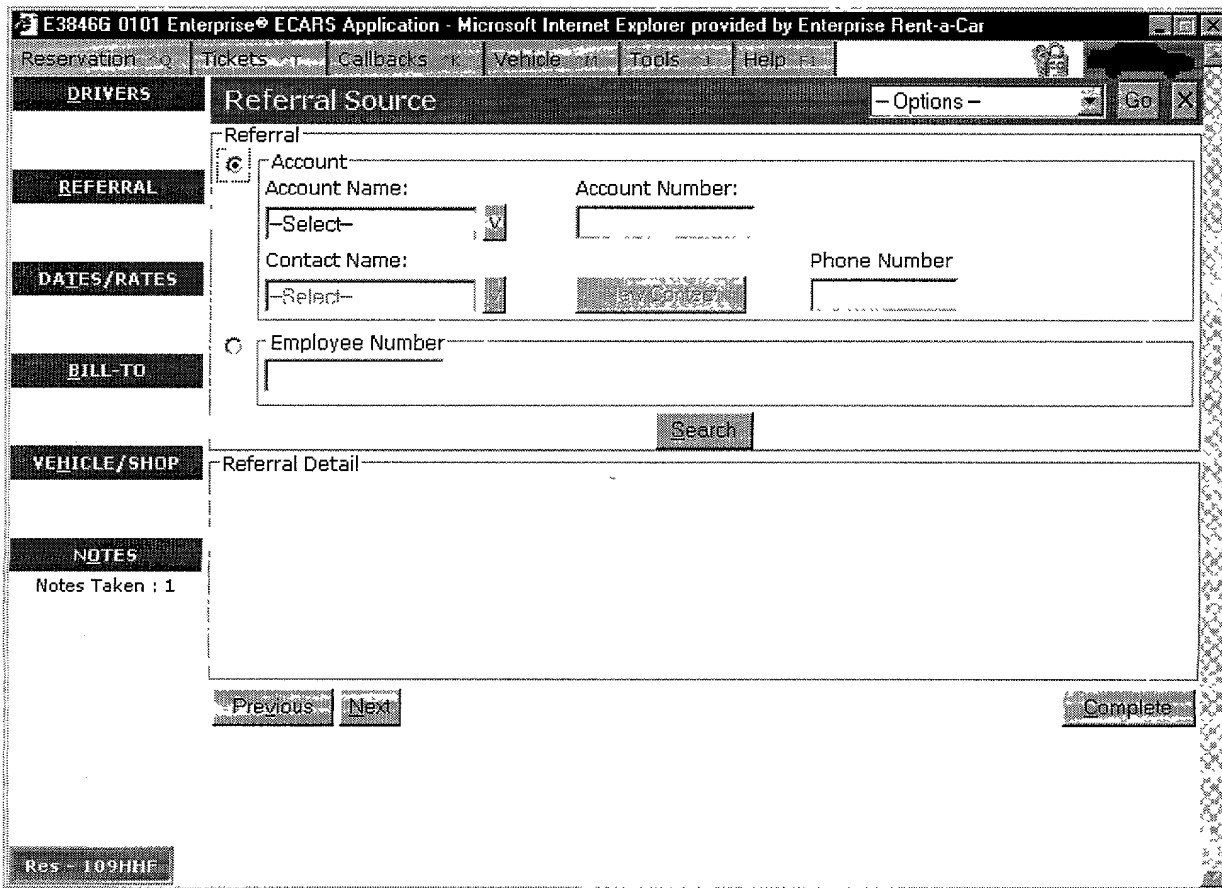 E3846G 0101 Enterprise® ECARS Application - Microsoft Internet Explorer provided by Enterprise Rent-a-Car
Reservation ^Q Tickets ^T Callbacks ^K Vehicle ^M Tools ^J Help F1
DRIVERS
Referral Source
– Options –
Go
X
Referral
Account
REFERRAL
Account Name:
Account Number:
–Select–
V
DATES/RATES
Contact Name:
Phone Number
–Select–
New Contact
Employee Number
BILL-TO
Search
VEHICLE/SHOP
Referral Detail
NOTES
Notes Taken : 1
Previous
Next
Complete
Res - 109HHF